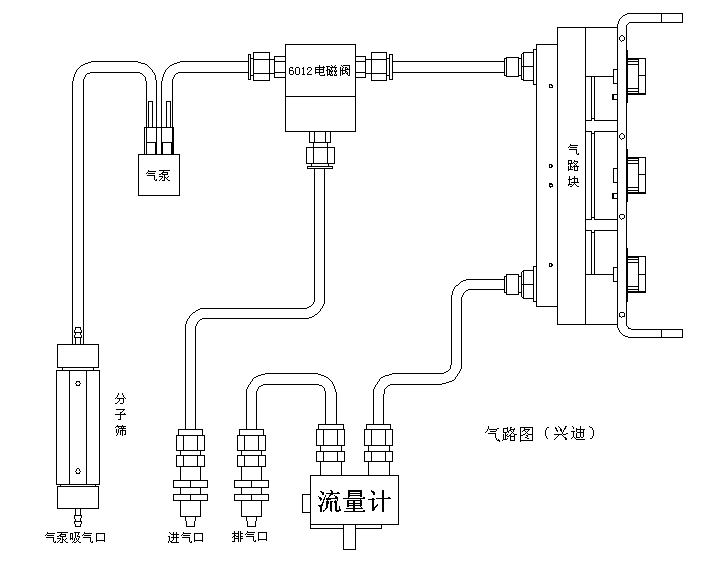 6012电磁阀
气泵
气路块
分子筛
气路图（兴迪）
流量计
气泵吸气口
进气口
排气口